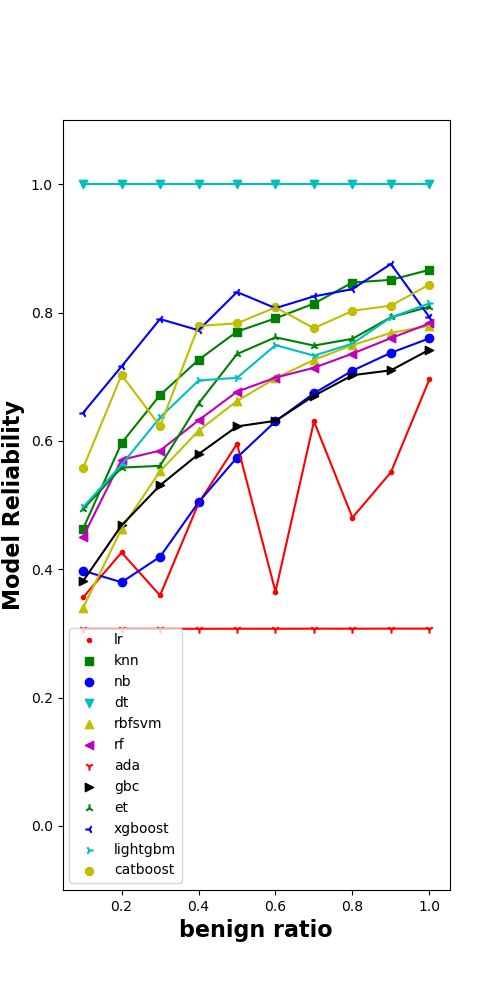 Model Reliability
1.0
0.8
0.6
0.4
0.2
0.0
lr
knn
nb
dt
rbfsvm
rf
ada
gbc
et
xgboost
lightgbm
catboost
0.2 0.4 0.6 0.8 1.0
benign ratio